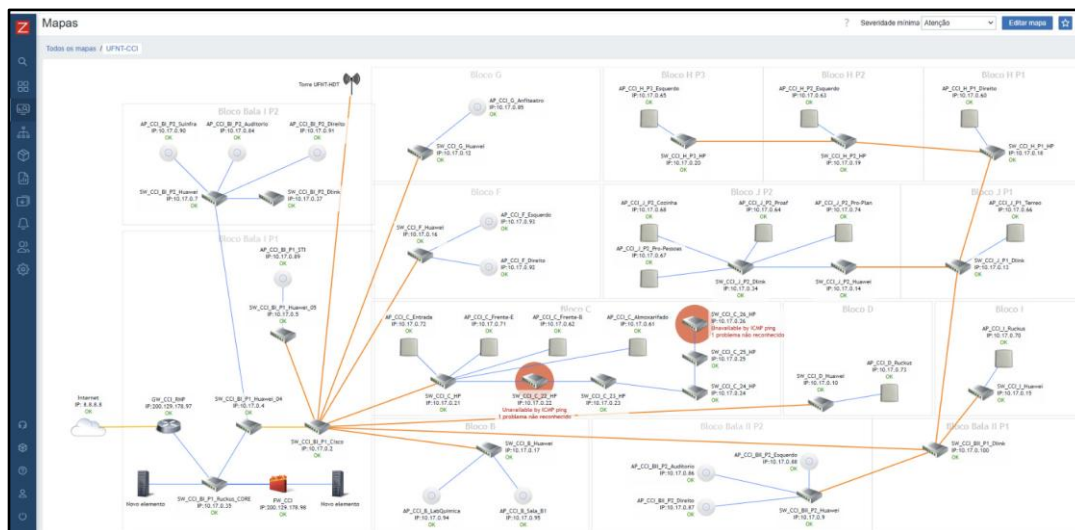 Z
Mapas
? Severidade mínima Atenção Editar mapa
Todos os mapas / UFNT-CCI
Torre UFNT-HDT
Bloco Bala I P2
AP_CCI_BI_P2_Suinfra
IP:10.17.0.90
OK
AP_CCI_BI_P2_Auditorio
IP:10.17.0.84
OK
AP_CCI_BI_P2_Direito
IP:10.17.0.91
OK
SW_CCI_BI_P2_Huawei
IP:10.17.0.7
OK
SW_CCI_BI_P2_Dlink
IP:10.17.0.37
OK
Bloco Bala I P1
AP_CCI_BI_P1_STI
IP:10.17.0.89
OK
SW_CCI_BI_P1_Huawei_05
IP:10.17.0.5
OK
Internet
IP: 8.8.8.8
OK
GW_CCI_RNP
IP:200.129.178.97
OK
SW_CCI_BI_P1_Huawei_04
IP:10.17.0.4
OK
SW_CCI_BI_P1_Cisco
IP:10.17.0.2
OK
Novo elemento
SW_CCI_BI_P1_Ruckus_CORE
IP:10.17.0.35
OK
FW_CCI
IP:200.129.178.98
OK
Novo elemento
Bloco G
AP_CCI_G_Anfiteatro
IP:10.17.0.85
OK
SW_CCI_G_Huawei
IP:10.17.0.12
OK
Bloco F
AP_CCI_F_Esquerdo
IP:10.17.0.93
OK
SW_CCI_F_Huawei
IP:10.17.0.16
OK
AP_CCI_F_Direito
IP:10.17.0.92
OK
Bloco H P3
AP_CCI_H_P3_Esquerdo
IP:10.17.0.65
OK
SW_CCI_H_P3_HF
IP:10.17.0.20
OK
Bloco H P2
AP_CCI_H_P2_Esquerdo
IP:10.17.0.63
OK
SW_CCI_H_P2_HF
IP:10.17.0.19
OK
Bloco H P1
AP_CCI_H_P1_Direito
IP:10.17.0.60
OK
SW_CCI_H_P1_HF
IP:10.17.0.18
OK
Bloco J P2
AP_CCI_J_P2_Cozinha
IP:10.17.0.68
OK
AP_CCI_J_P2_Proaf
IP:10.17.0.64
OK
AP_CCI_J_P2_Pro-Plan
IP:10.17.0.74
OK
AP_CCI_J_P2_Pro-Pessoas
IP:10.17.0.67
OK
SW_CCI_J_P2_Dlink
IP:10.17.0.34
OK
SW_CCI_J_P2_Huawei
IP:10.17.0.14
OK
Bloco J P1
AP_CCI_J_P1_Terreo
IP:10.17.0.66
OK
SW_CCI_J_P1_Dlink
IP:10.17.0.13
OK
Bloco C
AP_CCI_C_Entrada
IP:10.17.0.72
OK
AP_CCI_C_Frente-E
IP:10.17.0.71
OK
AP_CCI_C_Frente-B
IP:10.17.0.62
OK
AP_CCI_C_Almoxarifado
IP:10.17.0.61
OK
SW_CCI_C_26_HF
IP:10.17.0.26
Unavailable by ICMP ping
1 problema não reconhecido
SW_CCI_C_25_HF
IP:10.17.0.25
OK
SW_CCI_C_HF
IP:10.17.0.21
OK
SW_CCI_C_22_HF
IP:10.17.0.22
Unavailable by ICMP ping
1 problema não reconhecido
SW_CCI_C_23_HF
IP:10.17.0.23
OK
SW_CCI_C_24_HF
IP:10.17.0.24
OK
Bloco D
AP_CCI_D_Ruckus
IP:10.17.0.73
OK
SW_CCI_D_Huawei
IP:10.17.0.10
OK
Bloco I
AP_CCI_I_Ruckus
IP:10.17.0.70
OK
SW_CCI_I_Huawei
IP:10.17.0.15
OK
Bloco B
SW_CCI_B_Huawei
IP:10.17.0.17
OK
AP_CCI_B_LabQuimica
IP:10.17.0.94
OK
AP_CCI_B_Sala_B1
IP:10.17.0.95
OK
Bloco Bala II P2
AP_CCI_BII_P2_Auditorio
IP:10.17.0.86
OK
AP_CCI_BII_P2_Esquerdo
IP:10.17.0.88
OK
AP_CCI_BII_P2_Direito
IP:10.17.0.87
OK
SW_CCI_BII_P2_Huawei
IP:10.17.0.9
OK
Bloco Bala II P1
SW_CCI_BII_P1_Dlink
IP:10.17.0.100
OK